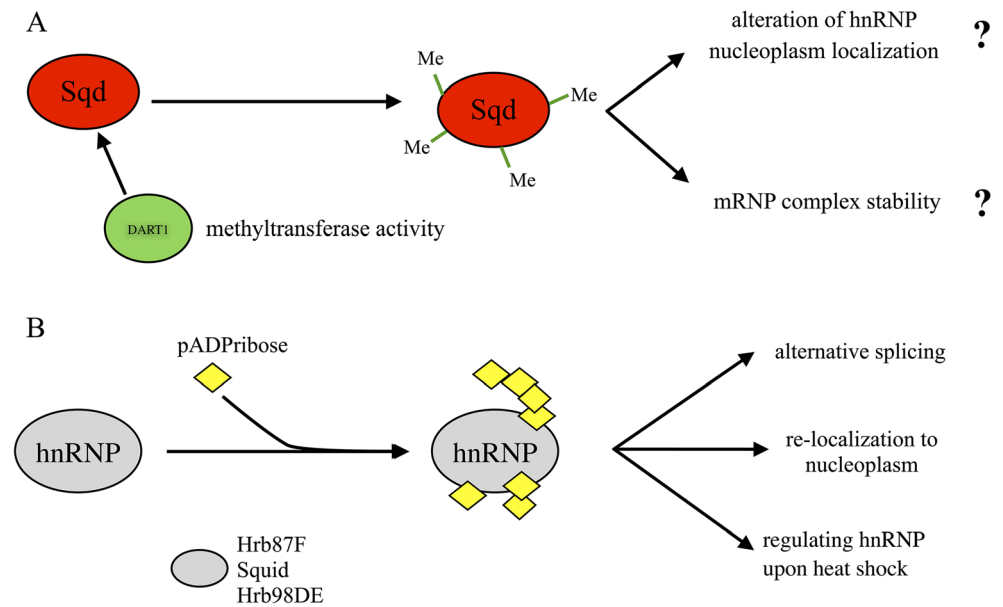 A
Sqd
Me
Sqd
Me
Me
Me
DART1
methyltransferase activity
alteration of hnRNP
nucleoplasm localization
?
mRNP complex stability
?
B
pADPribose
hnRNP
hnRNP
Hrb87F
Squid
Hrb98DE
alternative splicing
re-localization to
nucleoplasm
regulating hnRNP
upon heat shock